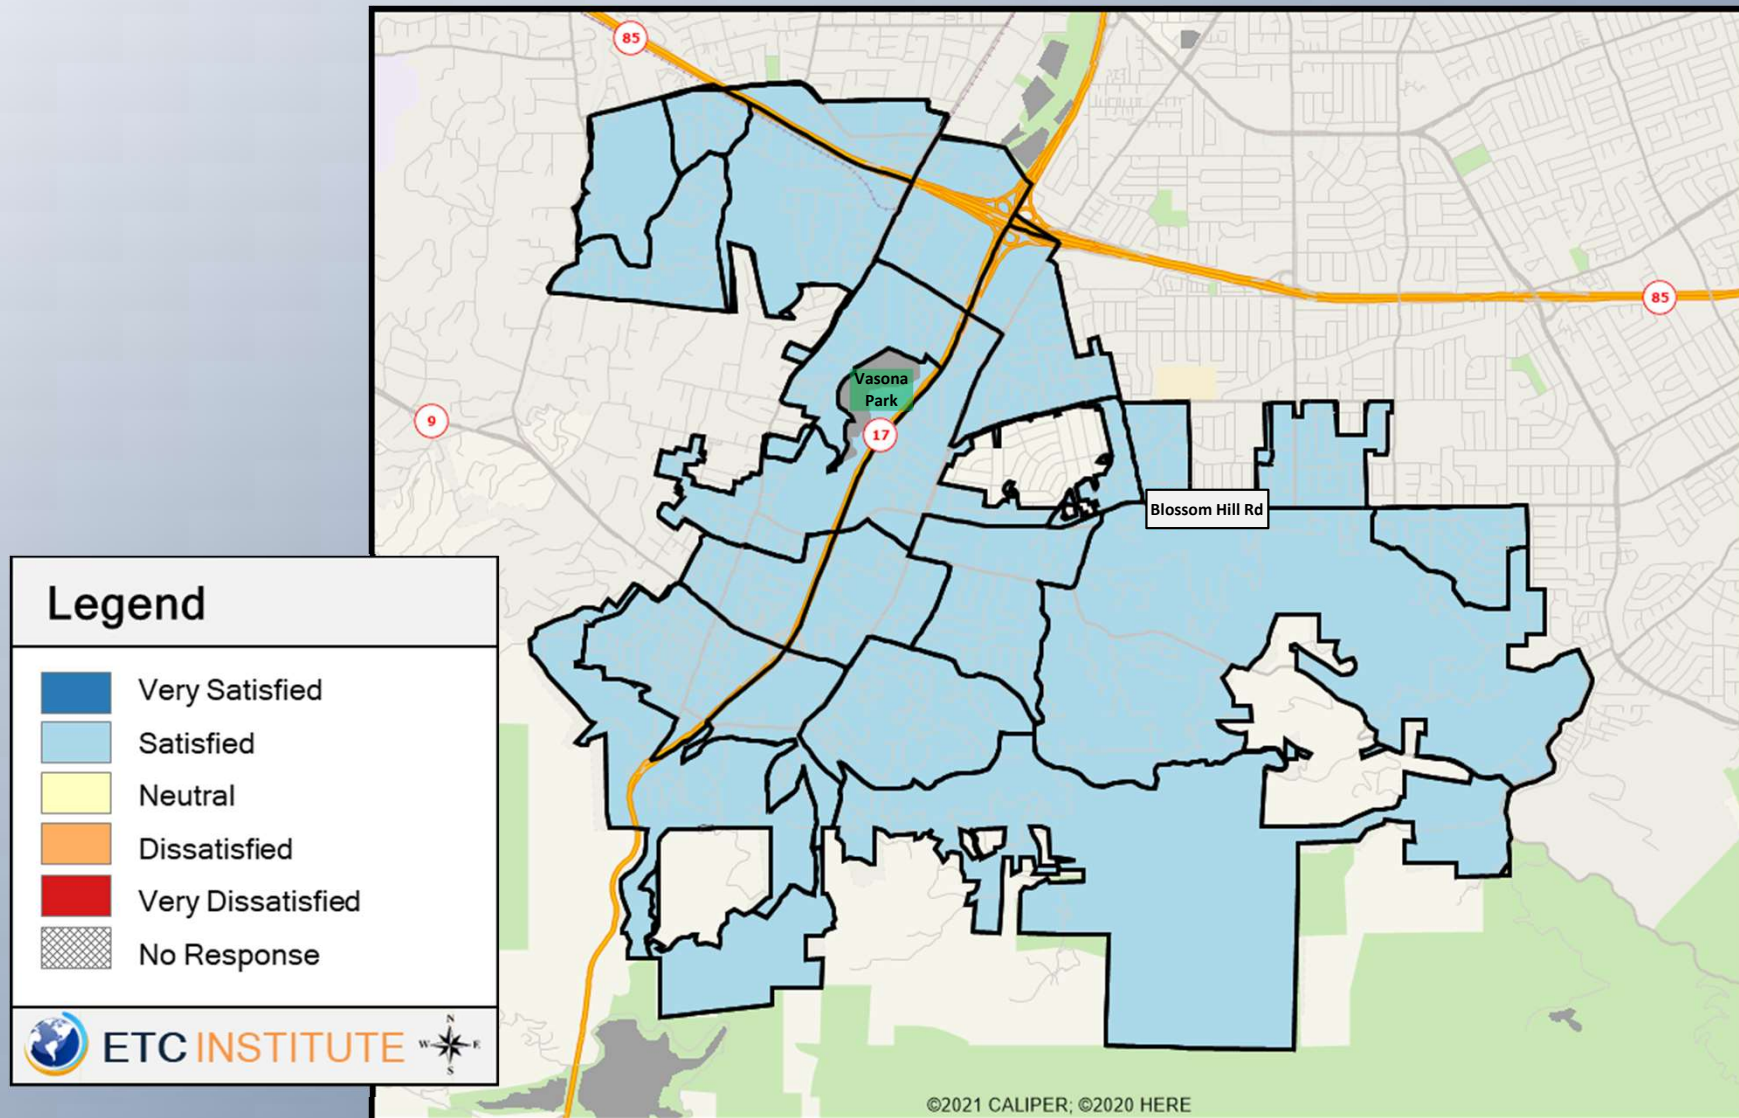 85
85
9
Vasona
Park
17
Blossom Hill Rd
Legend
Very Satisfied
Satisfied
Neutral
Dissatisfied
Very Dissatisfied
No Response
ETC INSTITUTE
N
W E
S
©2021 CALIPER; ©2020 HERE